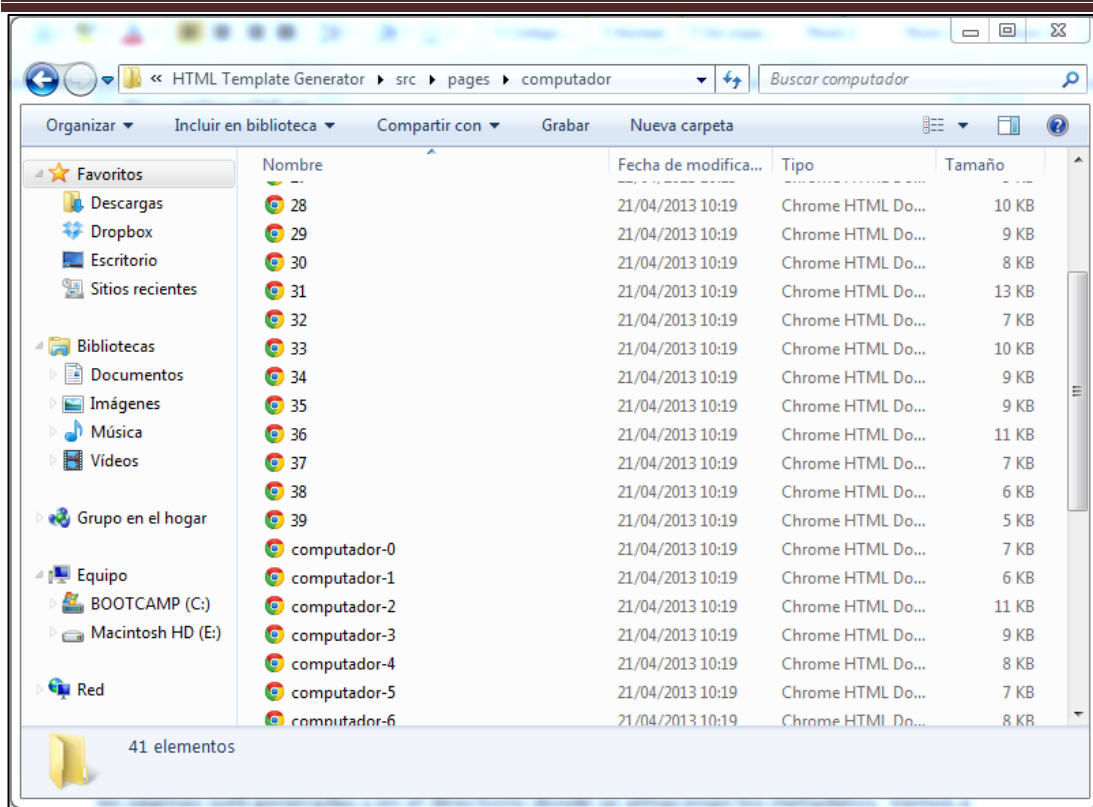 « HTML Template Generator ▸ src ▸ pages ▸ computador
Buscar computador
Organizar Incluir en biblioteca Compartir con Grabar Nueva carpeta
Favoritos
Descargas
Dropbox
Escritorio
Sitios recientes
Bibliotecas
Documentos
Imágenes
Música
Vídeos
Grupo en el hogar
Equipo
BOOTCAMP (C:)
Macintosh HD (E:)
Red
Nombre Fecha de modifica... Tipo Tamaño
28 21/04/2013 10:19 Chrome HTML Do... 10 KB
29 21/04/2013 10:19 Chrome HTML Do... 9 KB
30 21/04/2013 10:19 Chrome HTML Do... 8 KB
31 21/04/2013 10:19 Chrome HTML Do... 13 KB
32 21/04/2013 10:19 Chrome HTML Do... 7 KB
33 21/04/2013 10:19 Chrome HTML Do... 10 KB
34 21/04/2013 10:19 Chrome HTML Do... 9 KB
35 21/04/2013 10:19 Chrome HTML Do... 9 KB
36 21/04/2013 10:19 Chrome HTML Do... 11 KB
37 21/04/2013 10:19 Chrome HTML Do... 7 KB
38 21/04/2013 10:19 Chrome HTML Do... 6 KB
39 21/04/2013 10:19 Chrome HTML Do... 5 KB
computador-0 21/04/2013 10:19 Chrome HTML Do... 7 KB
computador-1 21/04/2013 10:19 Chrome HTML Do... 6 KB
computador-2 21/04/2013 10:19 Chrome HTML Do... 11 KB
computador-3 21/04/2013 10:19 Chrome HTML Do... 9 KB
computador-4 21/04/2013 10:19 Chrome HTML Do... 8 KB
computador-5 21/04/2013 10:19 Chrome HTML Do... 7 KB
computador-6 21/04/2013 10:19 Chrome HTML Do... 8 KB
41 elementos